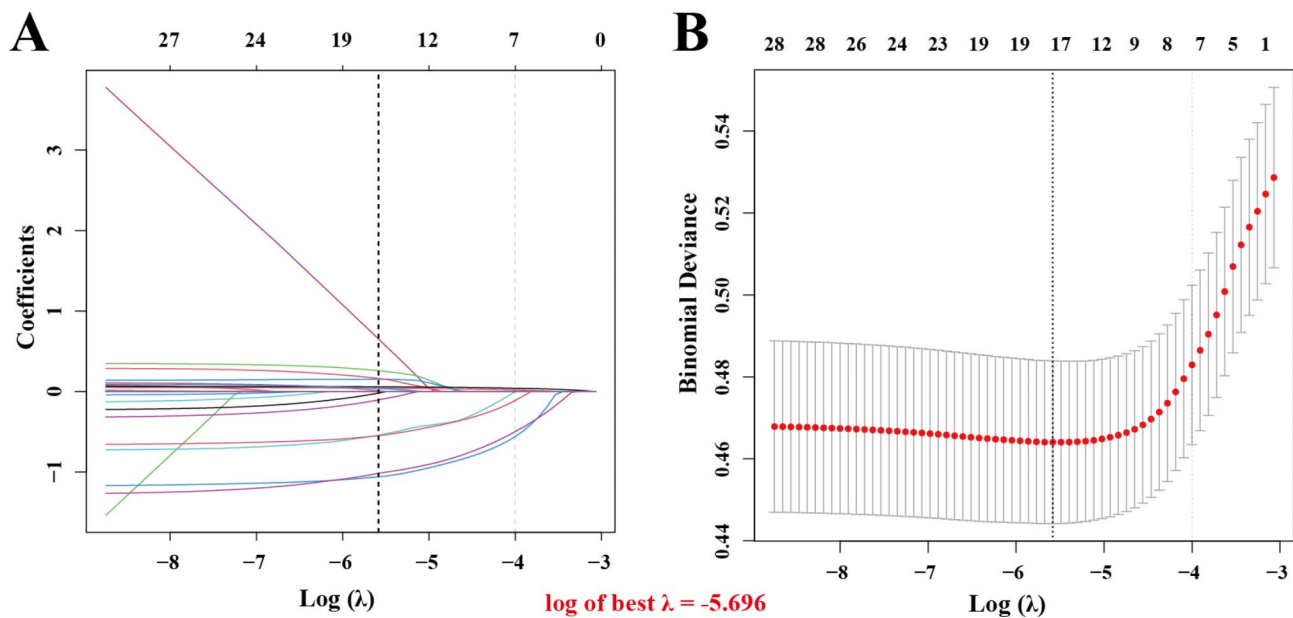 A
27 24 19 12 7 0
Coefficients
3
2
1
0
−1
−8 −7 −6 −5 −4 −3
Log (λ)
B
28 28 26 24 23 19 19 17 12 9 8 7 5 1
Binomial Deviance
0.54
0.52
0.50
0.48
0.46
0.44
−8 −7 −6 −5 −4 −3
Log (λ)
log of best λ = -5.696